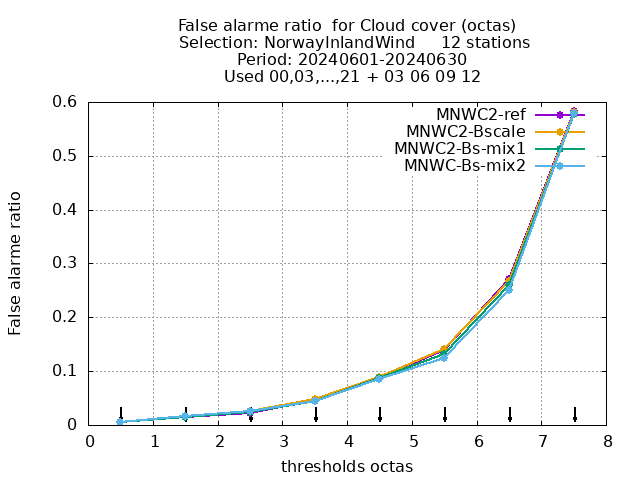 False alarme ratio  for Cloud cover (octas)
Selection: NorwayInlandWind     12 stations
Period: 20240601-20240630
Used 00,03,...,21 + 03 06 09 12
MNWC2-ref
MNWC2-Bscale
MNWC2-Bs-mix1
MNWC-Bs-mix2
False alarme ratio
0.6
0.5
0.4
0.3
0.2
0.1
0
0 1 2 3 4 5 6 7 8
thresholds octas